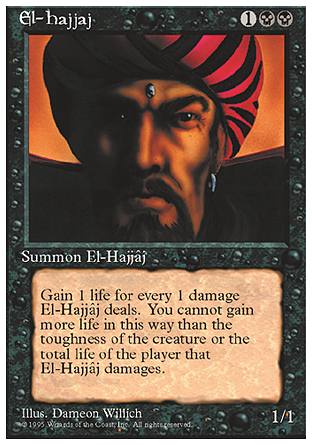 El-Hajjaj 1
Summon El-Hajjâj
Gain 1 life for every 1 damage
El-Hajjâj deals. You cannot gain
more life in this way than the
toughness of the creature or the
total life of the player that
El-Hajjâj damages.
Illus. Dameon Willich
© 1995 Wizards of the Coast, Inc. All rights reserved. 1/1